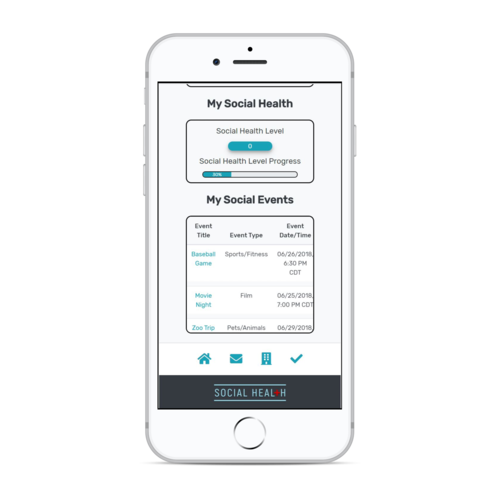 My Social Health
Social Health Level
0
Social Health Level Progress
30%
My Social Events
Event Title Event Type Event Date/Time
Baseball Game Sports/Fitness 06/26/2018, 6:30 PM CDT
Movie Night Film 06/25/2018, 7:00 PM CDT
Zoo Trip Pets/Animals 06/29/2018,
SOCIAL HEALTH